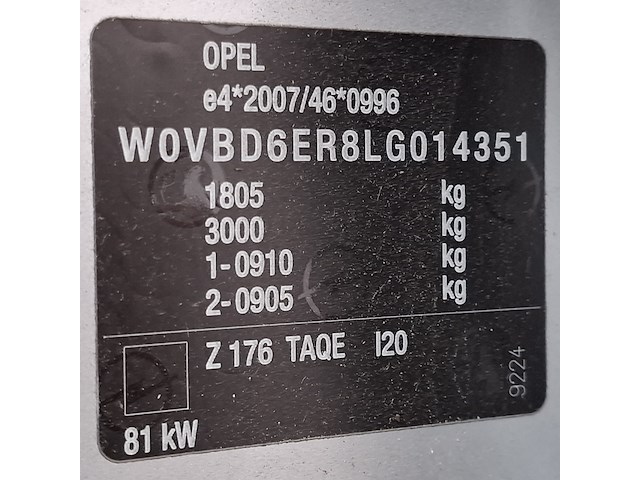 OPEL
e4*2007/46*0996
W0VBD6ER8LG014351
1805 kg
3000 kg
1-0910 kg
2-0905 kg
Z 176 TAQE I20
9224
81 kW